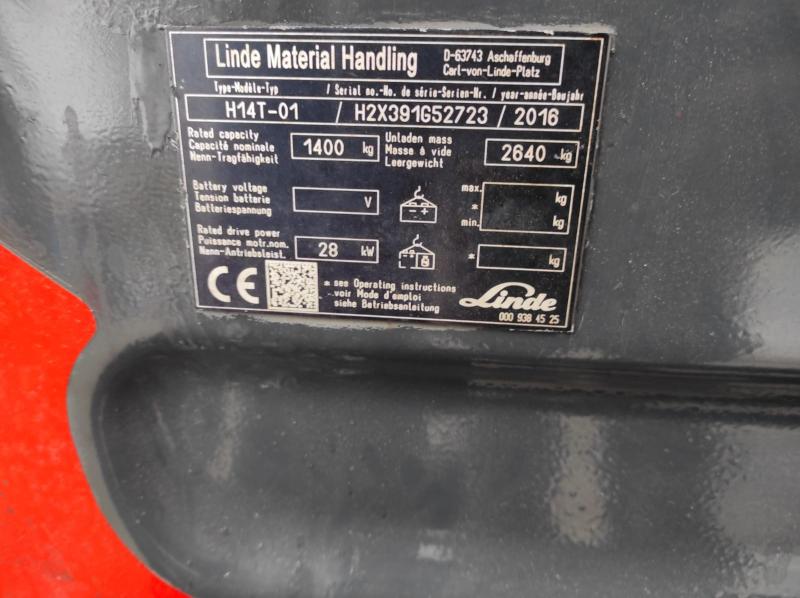 Linde Material Handling
D-63743 Aschaffenburg
Carl-von-Linde-Platz
Type-Modèle-Typ / Serial no.-No. de série-Serien-Nr. / year-année-Baujahr
H14T-01 / H2X391G52723 / 2016
Rated capacity
Capacité nominale
Nenn-Tragfähigkeit
1400 kg
Unladen mass
Masse à vide
Leergewicht
2640 kg
Battery voltage
Tension batterie
Batteriespannung
V
max.
*
min.
kg
kg
Rated drive power
Puissance motr.nom.
Nenn-Antriebsleist.
28 kW
* kg
CE
* see Operating instructions
voir Mode d'emploi
siehe Betriebsanleitung
Linde
000 938 45 25